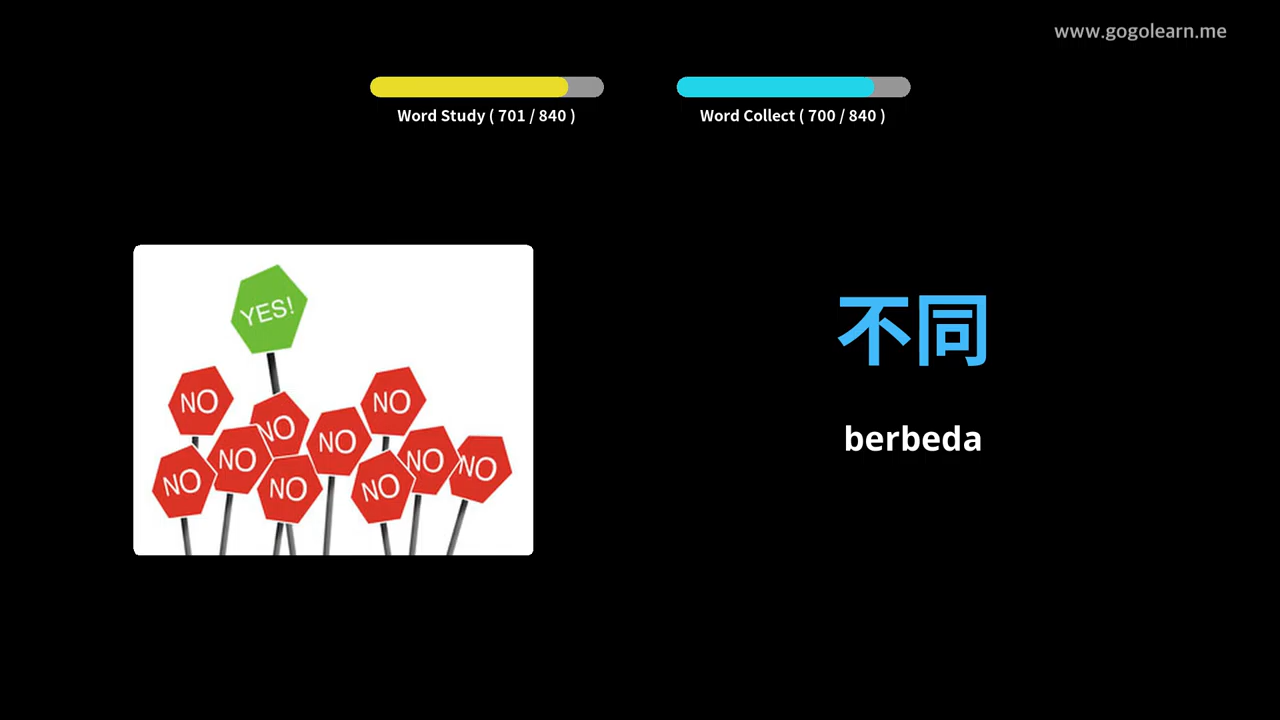 www.gogolearn.me
Word Study ( 701 / 840 )
Word Collect ( 700 / 840 )
YES!
NO
NO
NO
NO
NO
NO
NO
NO
NO
NO
不同
berbeda